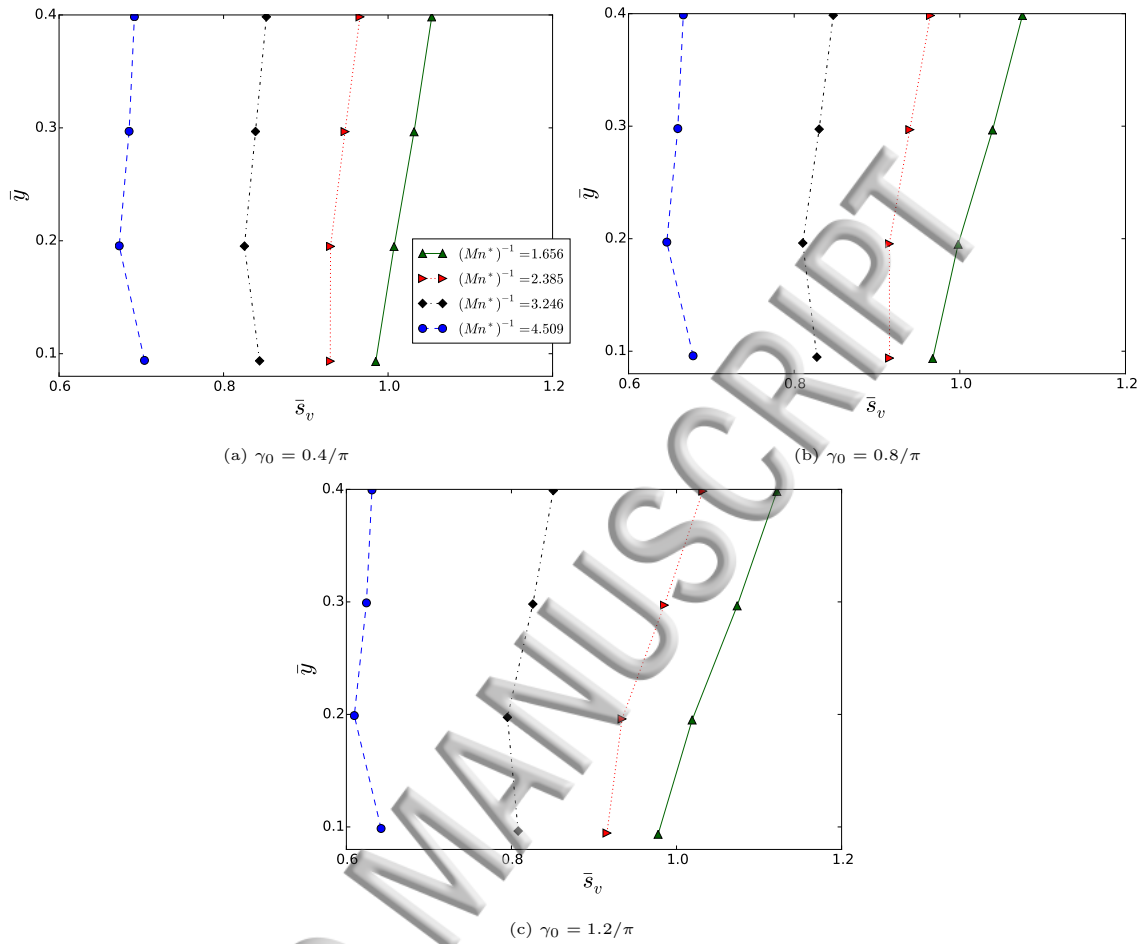 0.4
0.3
0.2
0.1
ȳ
0.6 0.8 1.0 1.2
s̄_v
(Mn*)⁻¹ =1.656
(Mn*)⁻¹ =2.385
(Mn*)⁻¹ =3.246
(Mn*)⁻¹ =4.509
(a) γ₀ = 0.4/π
0.4
0.3
0.2
0.1
ȳ
0.6 0.8 1.0 1.2
s̄_v
(b) γ₀ = 0.8/π
0.4
0.3
0.2
0.1
ȳ
0.6 0.8 1.0 1.2
s̄_v
(c) γ₀ = 1.2/π
MANUSCRIPT